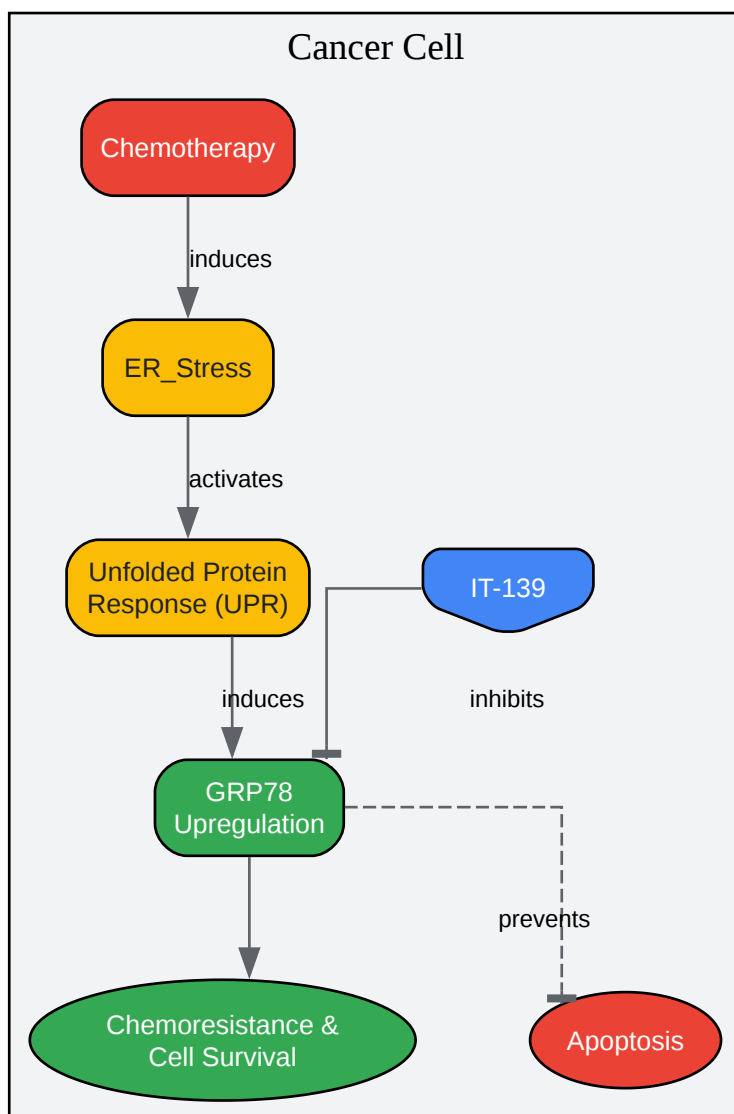 Cancer Cell
Chemotherapy
induces
ER_Stress
activates
Unfolded Protein
Response (UPR)
IT-139
induces
inhibits
GRP78
Upregulation
prevents
Chemoresistance &
Cell Survival
Apoptosis